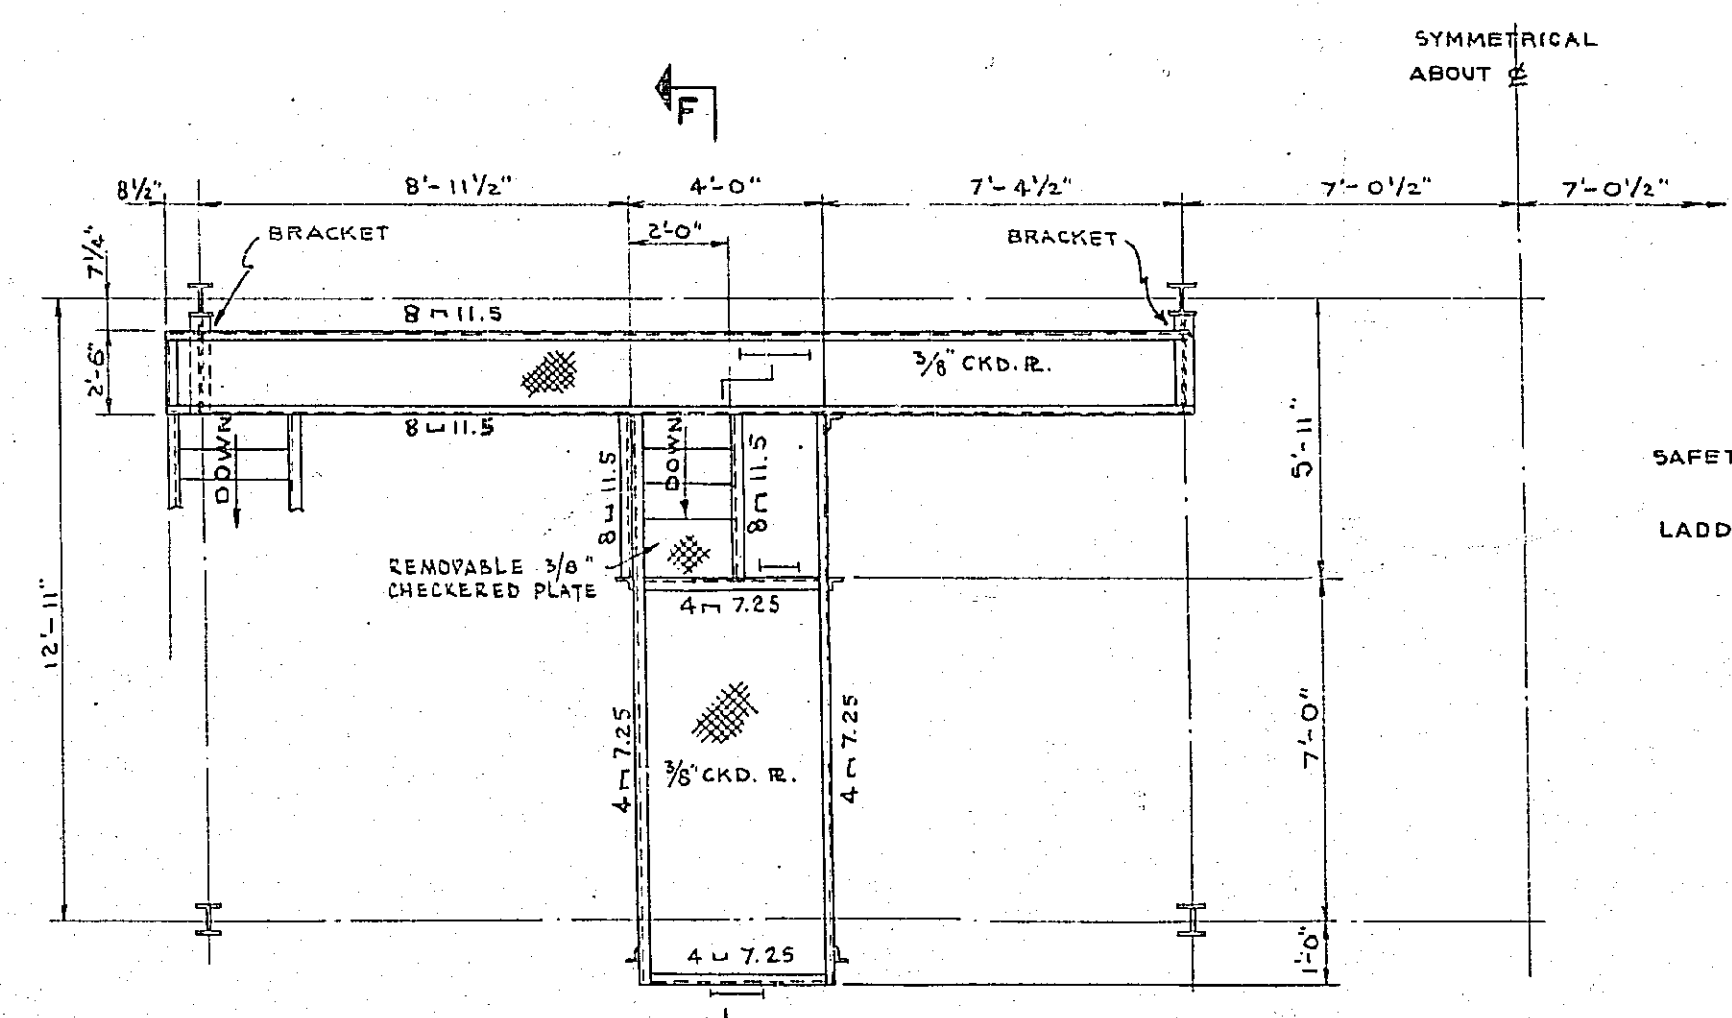 SYMMETRICAL
ABOUT ℄
F
8½" 8'-11½" 4'-0" 7'-4½" 7'-0½" 7'-0½"
BRACKET
2'-0"
BRACKET
7¼"
8 ⊓ 11.5
2'-6"
3/8" CKD. PL.
8 ⊔ 11.5
DOWN
DOWN
8 ⊔ 11.5
8 ⊓ 11.5
5'-11"
SAFET
LADD
REMOVABLE 3/8"
CHECKERED PLATE
4 ⊓ 7.25
12'-11"
4 ⊏ 7.25
4 ⊏ 7.25
7'-0"
3/8" CKD. PL.
4 ⊔ 7.25
1'-0"